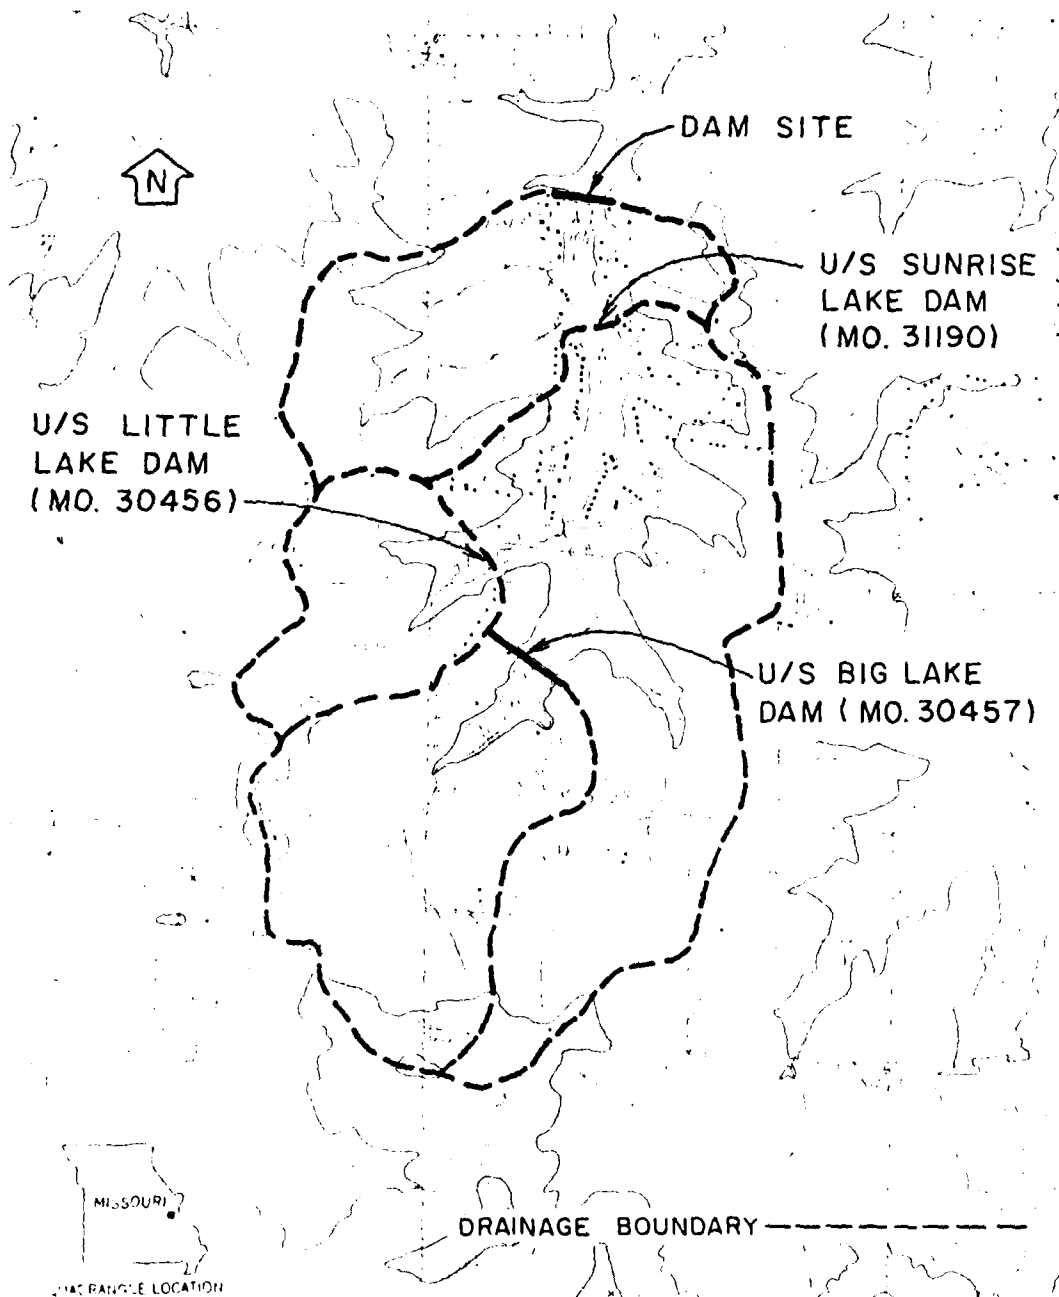 DAM SITE
N
U/S SUNRISE
LAKE DAM
(MO. 31190)
U/S LITTLE
LAKE DAM
(MO. 30456)
U/S BIG LAKE
DAM (MO. 30457)
MISSOURI
DRAINAGE BOUNDARY
LOCATION